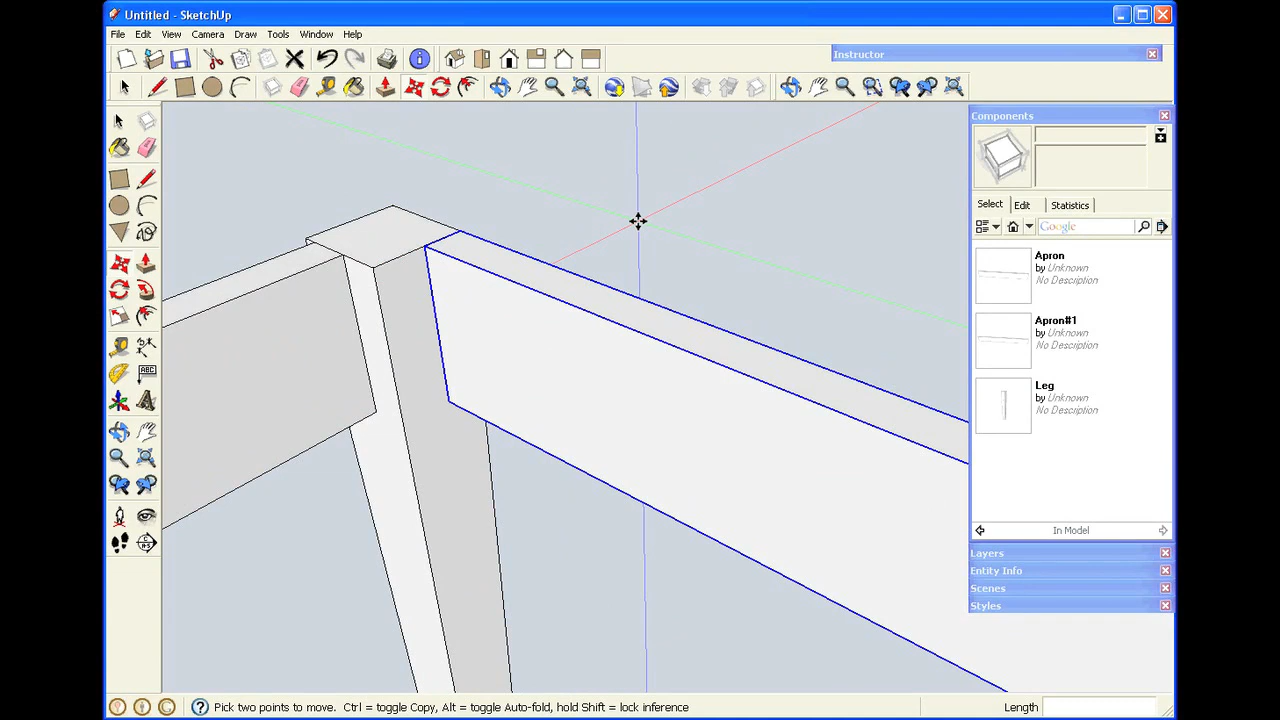 Untitled - SketchUp
File Edit View Camera Draw Tools Window Help
Instructor
Components
Select Edit Statistics
Google
Apron
by Unknown
No Description
Apron#1
by Unknown
No Description
Leg
by Unknown
No Description
In Model
Layers
Entity Info
Scenes
Styles
ABC
A
Pick two points to move. Ctrl = toggle Copy, Alt = toggle Auto-fold, hold Shift = lock inference
Length